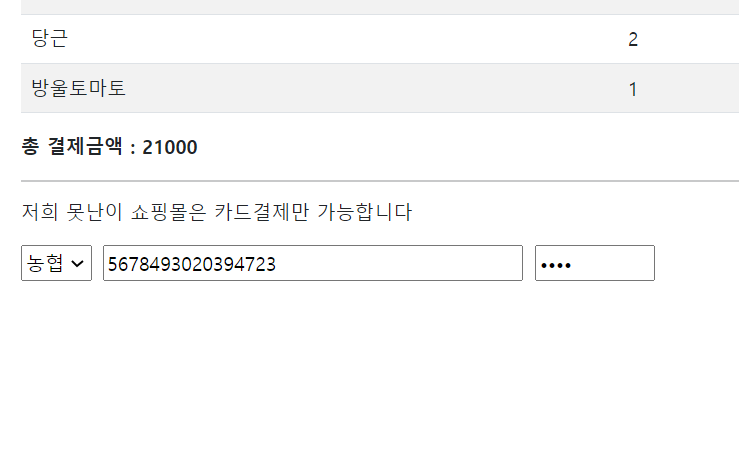 당근 2
방울토마토 1
총 결제금액 : 21000
저희 못난이 쇼핑몰은 카드결제만 가능합니다
농협 5678493020394723 ••••